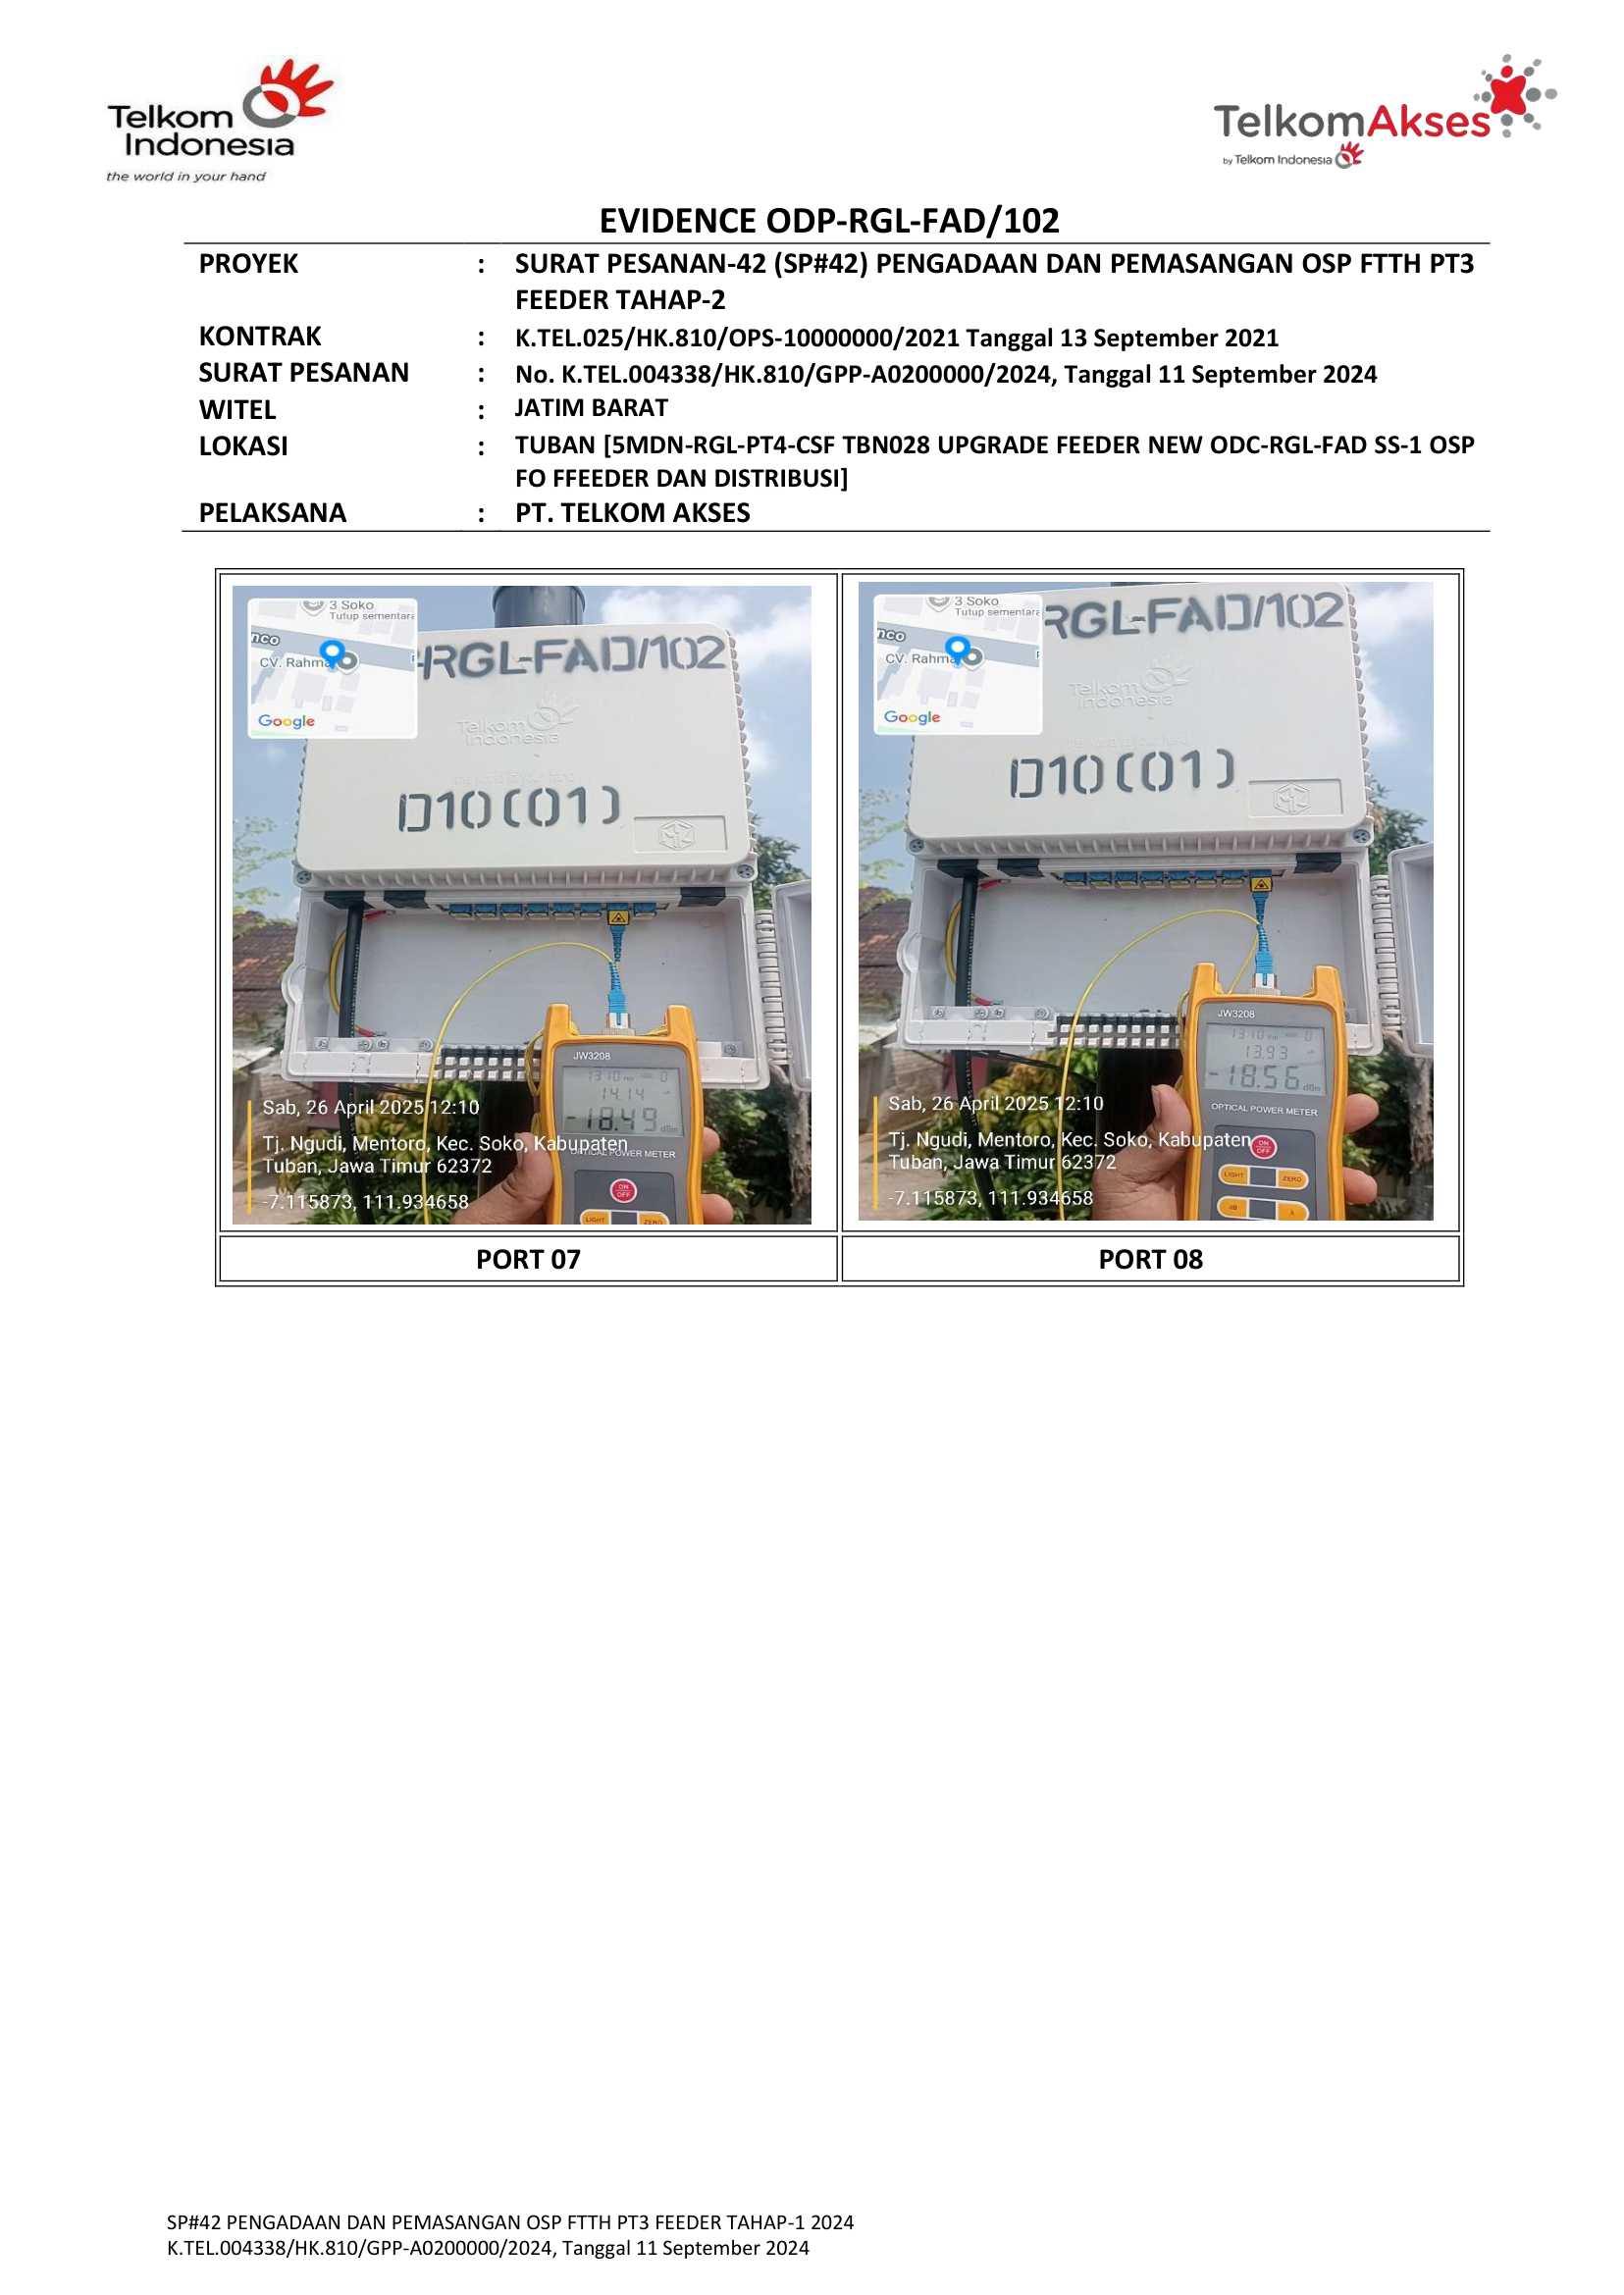 Telkom
Indonesia
the world in your hand
TelkomAkses
by Telkom Indonesia
EVIDENCE ODP-RGL-FAD/102
PROYEK : SURAT PESANAN-42 (SP#42) PENGADAAN DAN PEMASANGAN OSP FTTH PT3
FEEDER TAHAP-2
KONTRAK : K.TEL.025/HK.810/OPS-10000000/2021 Tanggal 13 September 2021
SURAT PESANAN : No. K.TEL.004338/HK.810/GPP-A0200000/2024, Tanggal 11 September 2024
WITEL : JATIM BARAT
LOKASI : TUBAN [5MDN-RGL-PT4-CSF TBN028 UPGRADE FEEDER NEW ODC-RGL-FAD SS-1 OSP
FO FFEEDER DAN DISTRIBUSI]
PELAKSANA : PT. TELKOM AKSES
3 Soko
Tutup sementara
nco
CV. Rahma
Google
-RGL-FAD/102
Telkom
Indonesia
the world in your hand
D10(01)
JW3208
1310 nm
14.14
-18.49 dBm
OPTICAL POWER METER
ON
OFF
LIGHT
ZERO
Sab, 26 April 2025 12:10
Tj. Ngudi, Mentoro, Kec. Soko, Kabupaten
Tuban, Jawa Timur 62372
-7.115873, 111.934658
PORT 07
3 Soko
Tutup sementara
nco
CV. Rahma
Google
RGL-FAD/102
Telkom
Indonesia
D10(01)
JW3208
1310 nm
13.93
-18.56 dBm
OPTICAL POWER METER
ON
OFF
LIGHT
ZERO
dB
λ
Sab, 26 April 2025 12:10
Tj. Ngudi, Mentoro, Kec. Soko, Kabupaten
Tuban, Jawa Timur 62372
-7.115873, 111.934658
PORT 08
SP#42 PENGADAAN DAN PEMASANGAN OSP FTTH PT3 FEEDER TAHAP-1 2024
K.TEL.004338/HK.810/GPP-A0200000/2024, Tanggal 11 September 2024